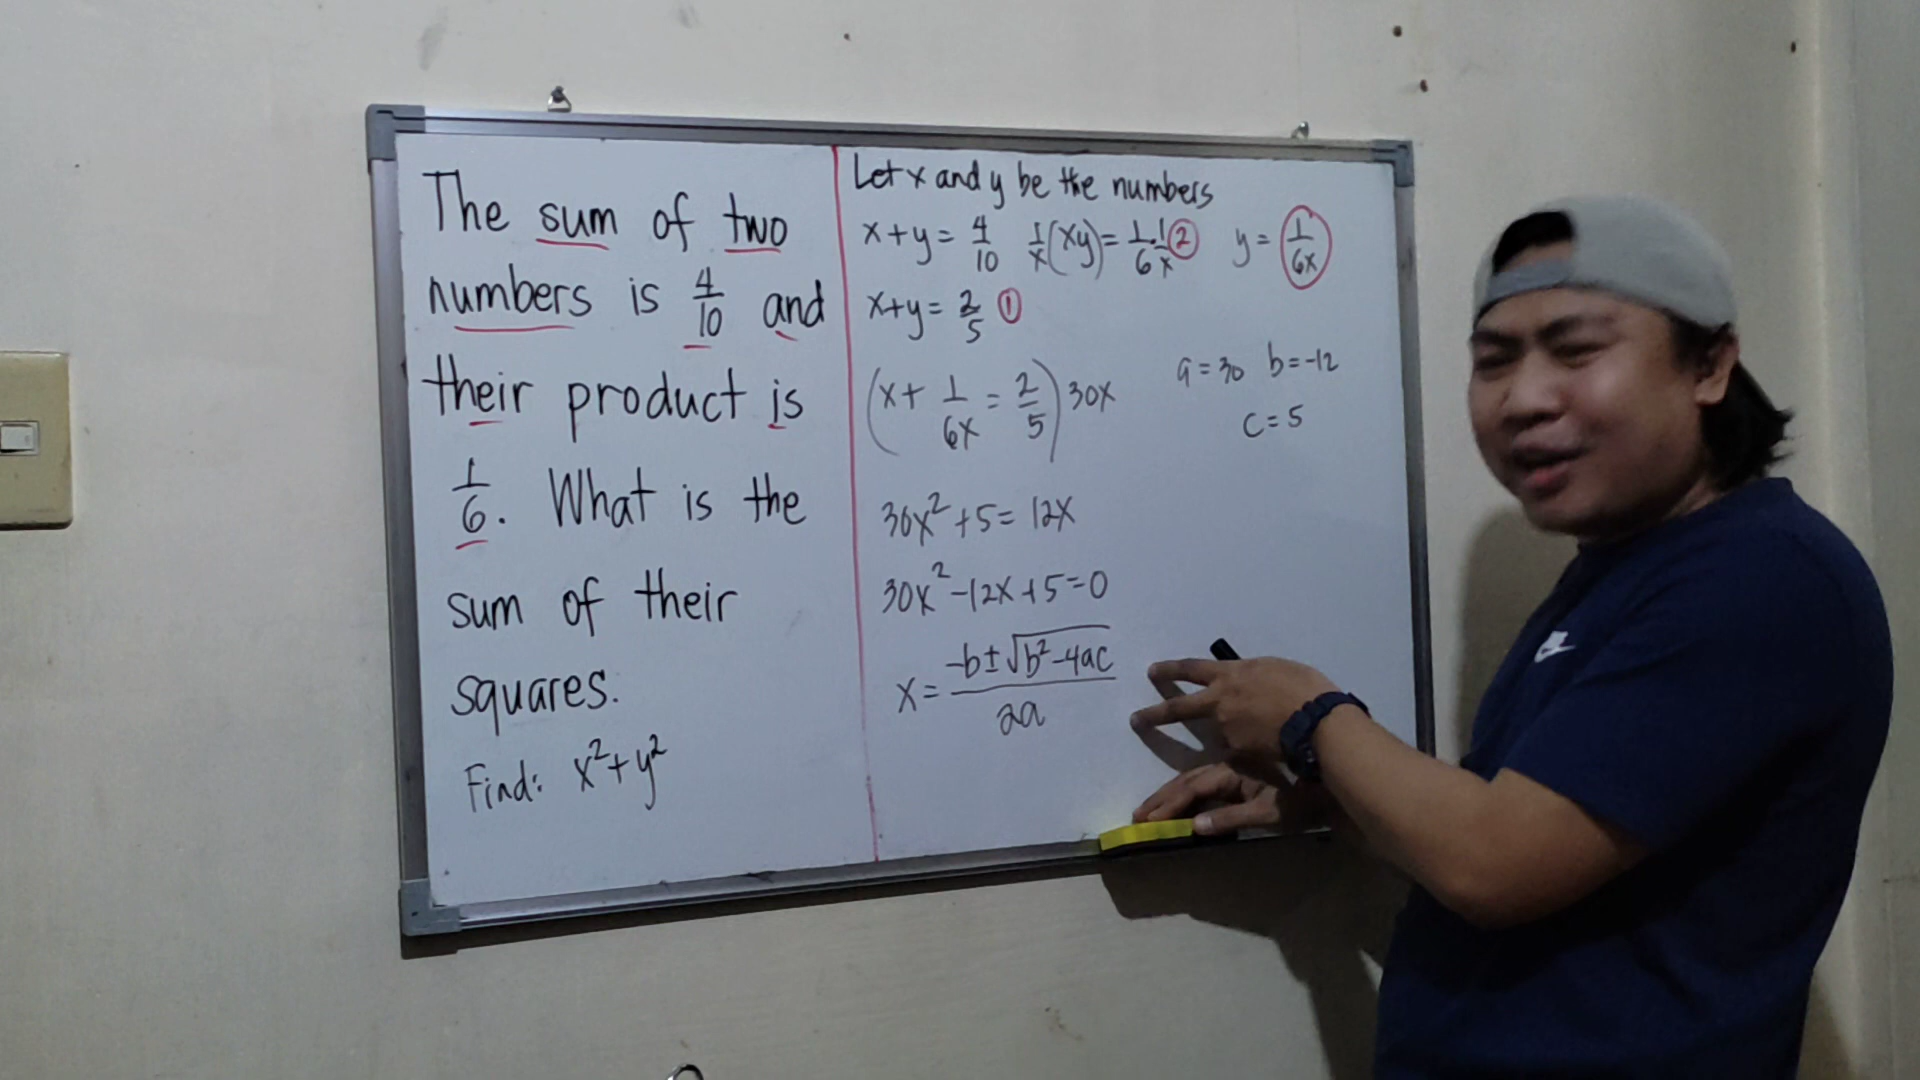 The sum of two
numbers is 4/10 and
their product is
1/6. What is the
sum of their
squares.
Find: x²+y²
Let x and y be the numbers
x+y = 4/10 1/x(xy) = 1/6 · 1/x ② y = 1/6x
x+y = 2/5 ①
(x + 1/6x = 2/5) 30x
a = 30 b = -12
c = 5
30x² + 5 = 12x
30x² - 12x + 5 = 0
x = -b ± √b² - 4ac / 2a